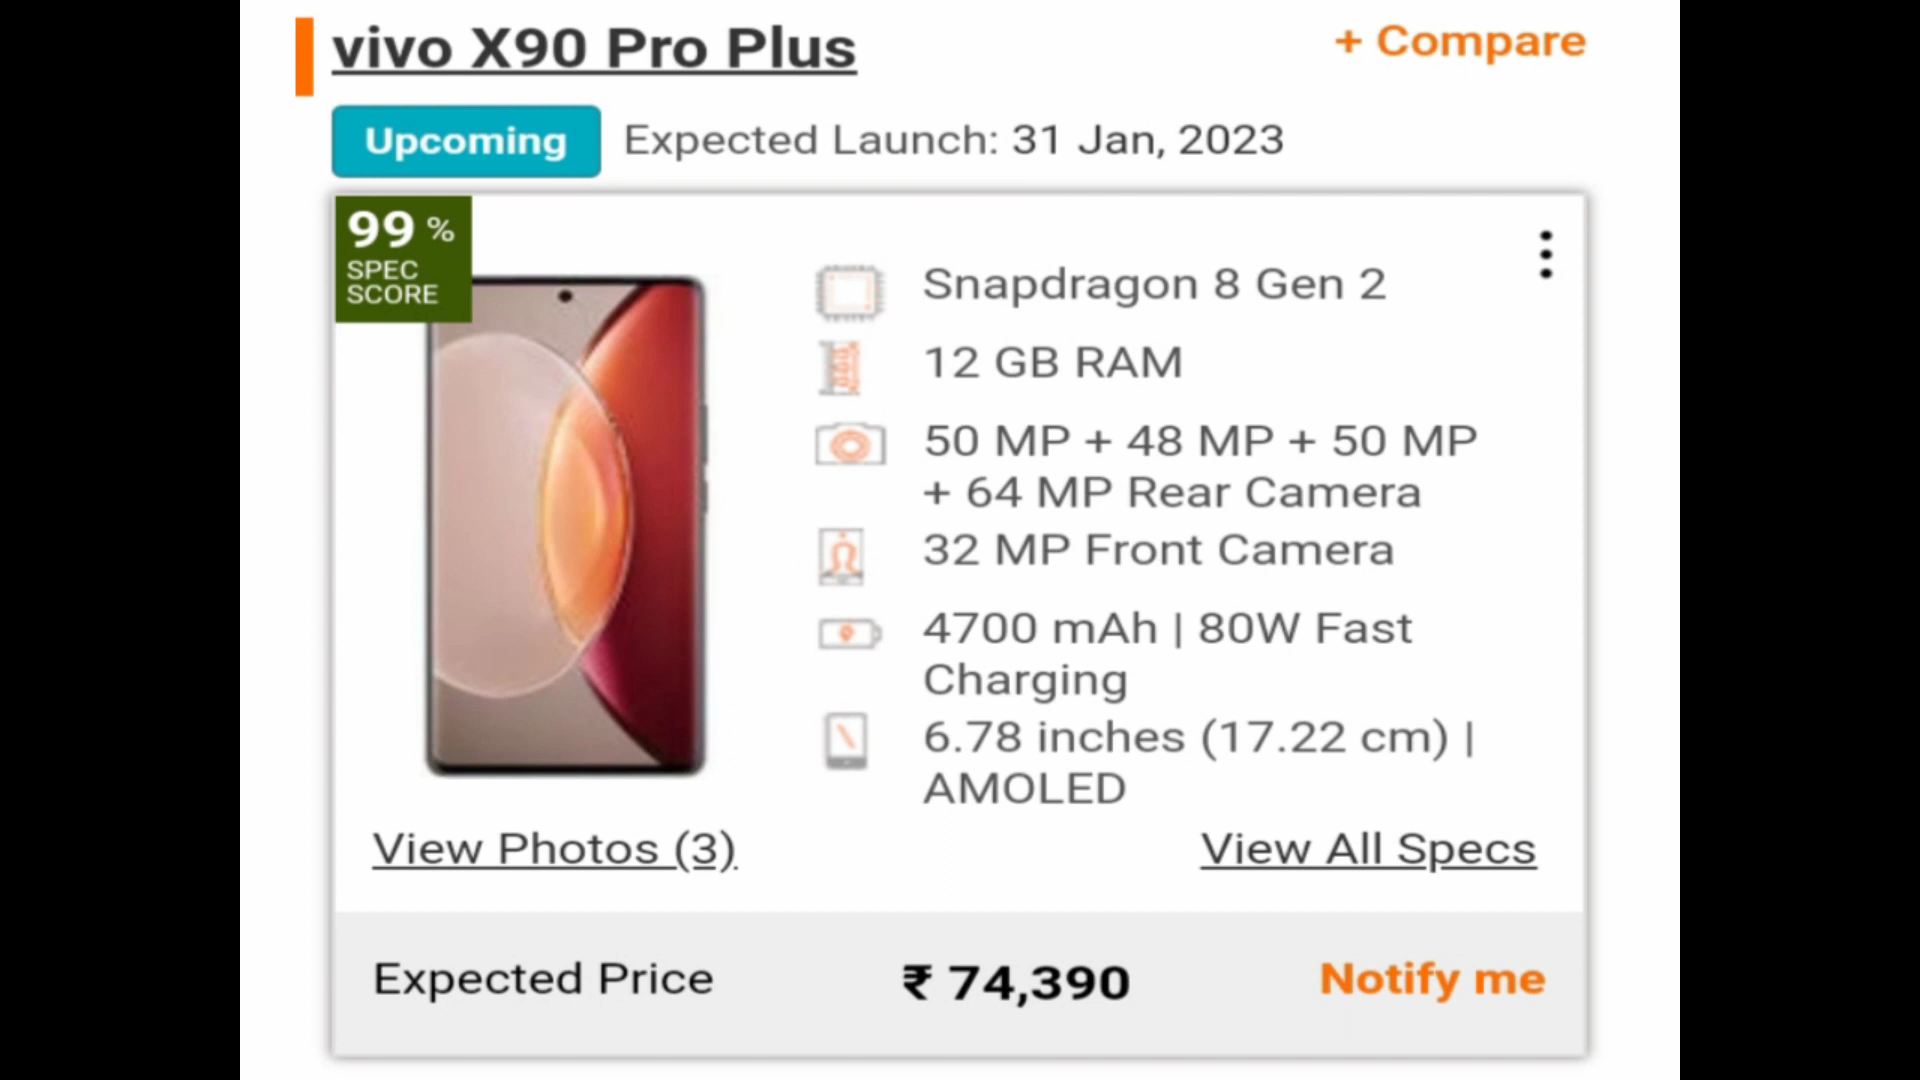 vivo X90 Pro Plus
+ Compare
Upcoming
Expected Launch: 31 Jan, 2023
99 %
SPEC
SCORE
Snapdragon 8 Gen 2
12 GB RAM
50 MP + 48 MP + 50 MP
+ 64 MP Rear Camera
32 MP Front Camera
4700 mAh | 80W Fast
Charging
6.78 inches (17.22 cm) |
AMOLED
View Photos (3)
View All Specs
Expected Price
₹ 74,390
Notify me